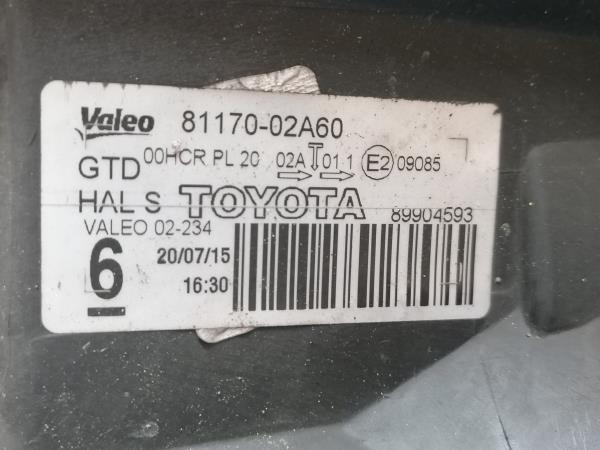 Valeo 81170-02A60
GTD 00HCR PL 20 02A 01 1 E2 09085
HAL S TOYOTA 89904593
VALEO 02-234
6 20/07/15
16:30